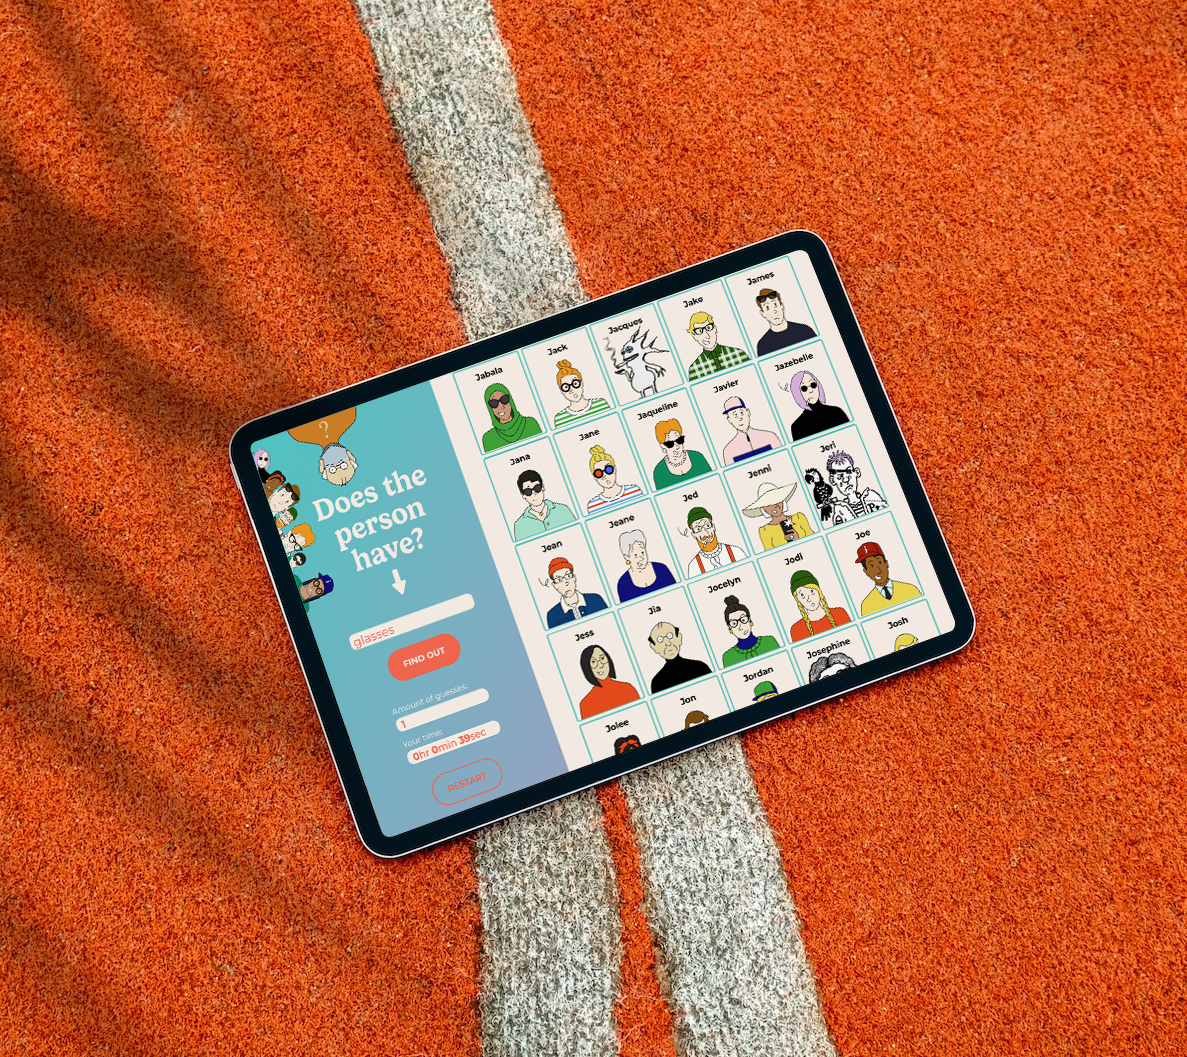 ?
Does the
person
have?
glasses
FIND OUT
Amount of guesses:
1
Your time:
0hr 0min 39sec
RESTART
Jabala
Jack
Jacques
Jake
James
Jana
Jane
Jaqueline
Javier
Jazebelle
Jean
Jeane
Jed
Jenni
Jeri
Jess
Jia
Jocelyn
Jodi
Joe
Jolee
Jon
Jordan
Josephine
Josh